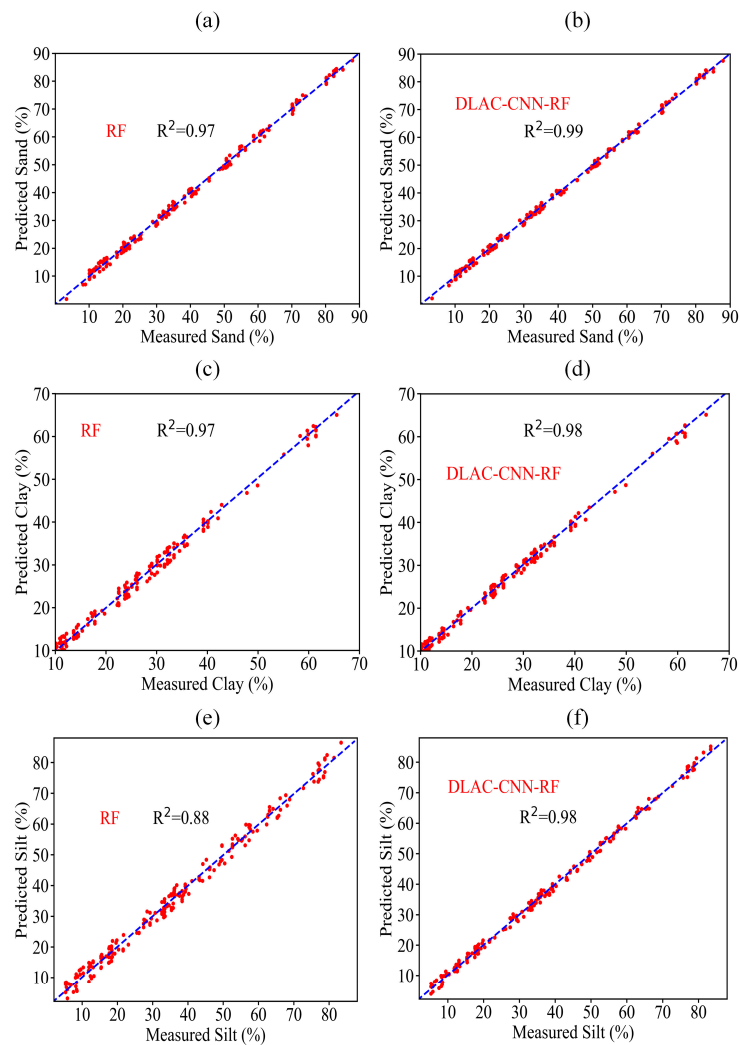 (a)
(b)
90
80
70
60
50
40
30
20
10
Predicted Sand (%)
RF
R²=0.97
10 20 30 40 50 60 70 80 90
Measured Sand (%)
90
80
70
60
50
40
30
20
10
Predicted Sand (%)
DLAC-CNN-RF
R²=0.99
10 20 30 40 50 60 70 80 90
Measured Sand (%)
(c)
(d)
70
60
50
40
30
20
10
Predicted Clay (%)
RF
R²=0.97
10 20 30 40 50 60 70
Measured Clay (%)
70
60
50
40
30
20
10
Predicted Clay (%)
R²=0.98
DLAC-CNN-RF
10 20 30 40 50 60 70
Measured Clay (%)
(e)
(f)
80
70
60
50
40
30
20
10
Predicted Silt (%)
RF
R²=0.88
10 20 30 40 50 60 70 80
Measured Silt (%)
80
70
60
50
40
30
20
10
Predicted Silt (%)
DLAC-CNN-RF
R²=0.98
10 20 30 40 50 60 70 80
Measured Silt (%)